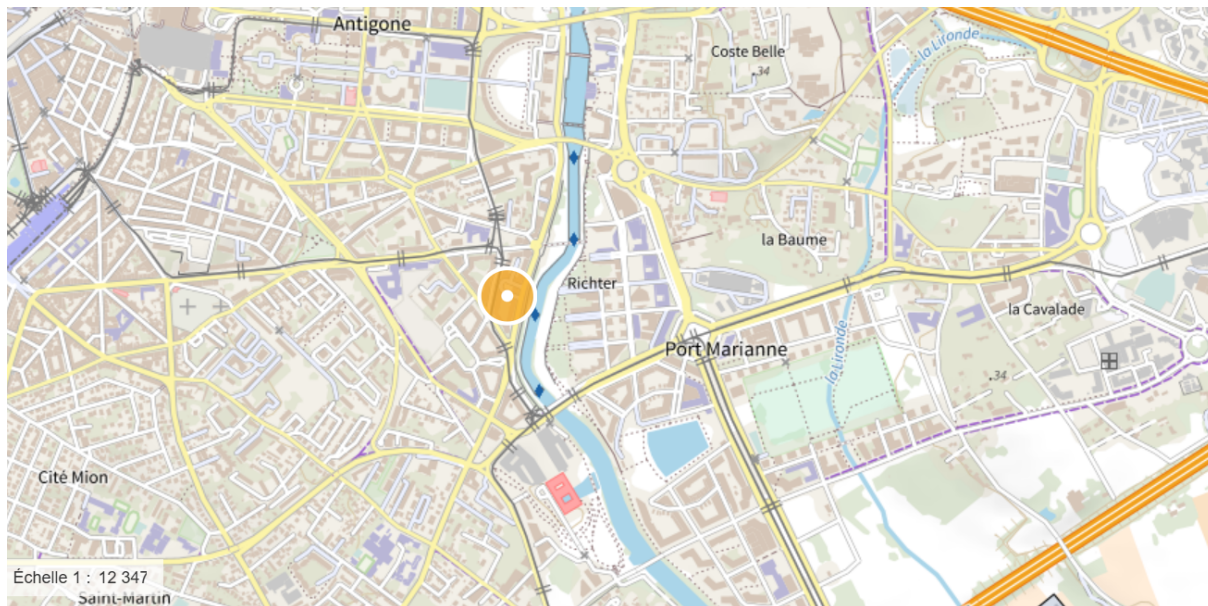 Antigone
Coste Belle
.34
la Lironde
la Baume
Richter
la Cavalade
Port Marianne
la Lironde
.34
Cité Mion
Échelle 1 : 12 347
Saint-Martin